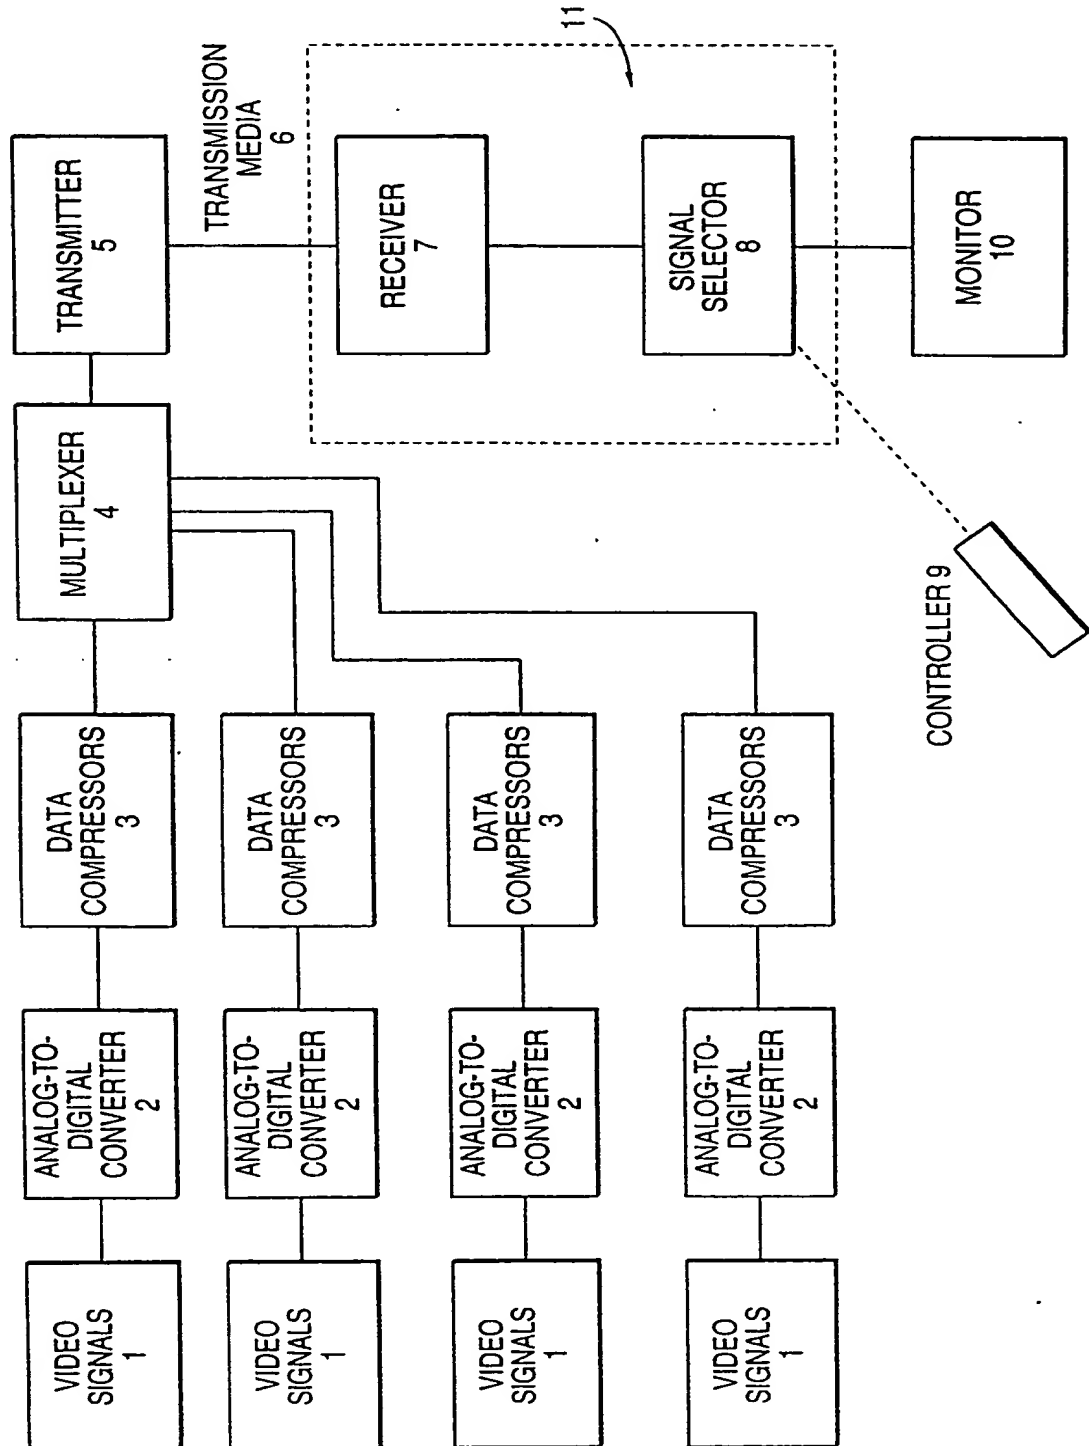 VIDEO
SIGNALS
1
ANALOG-TO-
DIGITAL
CONVERTER
2
DATA
COMPRESSORS
3
MULTIPLEXER
4
TRANSMITTER
5
VIDEO
SIGNALS
1
ANALOG-TO-
DIGITAL
CONVERTER
2
DATA
COMPRESSORS
3
TRANSMISSION
MEDIA
6
VIDEO
SIGNALS
1
ANALOG-TO-
DIGITAL
CONVERTER
2
DATA
COMPRESSORS
3
RECEIVER
7
11
VIDEO
SIGNALS
1
ANALOG-TO-
DIGITAL
CONVERTER
2
DATA
COMPRESSORS
3
SIGNAL
SELECTOR
8
CONTROLLER 9
MONITOR
10